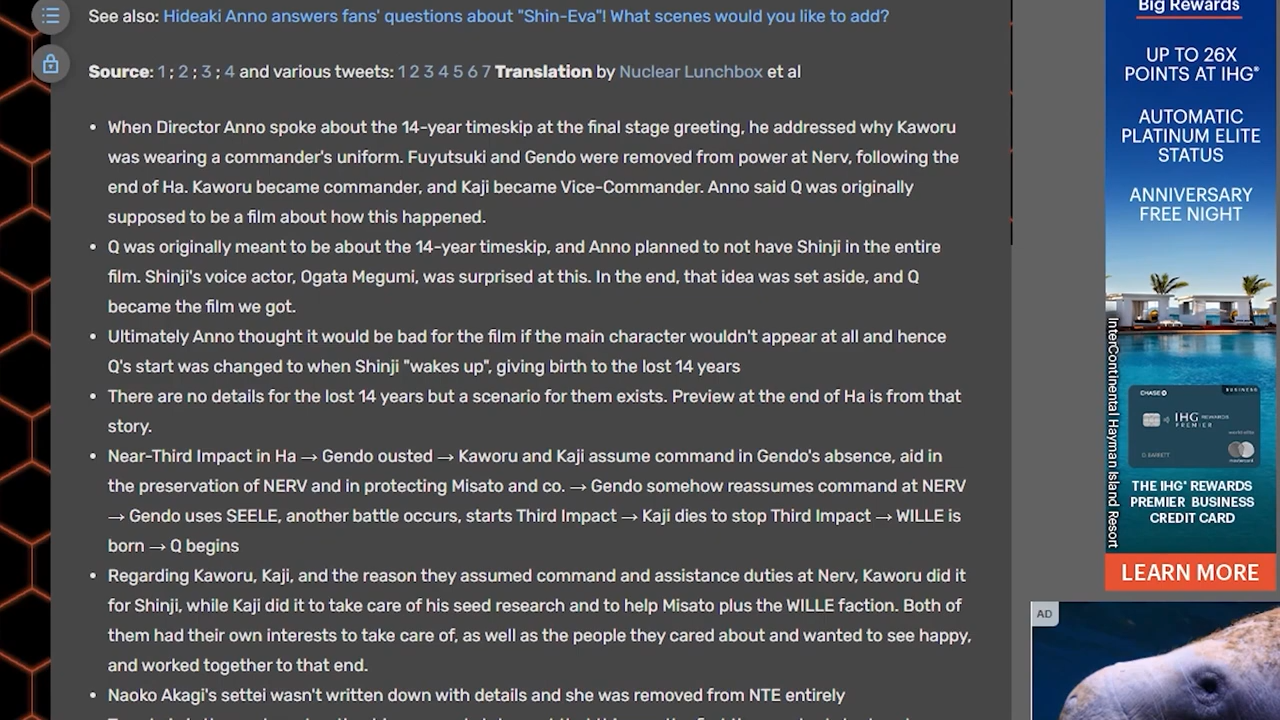 See also: Hideaki Anno answers fans' questions about "Shin-Eva"! What scenes would you like to add?
Source: 1 ; 2 ; 3 ; 4 and various tweets: 1 2 3 4 5 6 7 Translation by Nuclear Lunchbox et al
• When Director Anno spoke about the 14-year timeskip at the final stage greeting, he addressed why Kaworu
was wearing a commander's uniform. Fuyutsuki and Gendo were removed from power at Nerv, following the
end of Ha. Kaworu became commander, and Kaji became Vice-Commander. Anno said Q was originally
supposed to be a film about how this happened.
• Q was originally meant to be about the 14-year timeskip, and Anno planned to not have Shinji in the entire
film. Shinji's voice actor, Ogata Megumi, was surprised at this. In the end, that idea was set aside, and Q
became the film we got.
• Ultimately Anno thought it would be bad for the film if the main character wouldn't appear at all and hence
Q's start was changed to when Shinji "wakes up", giving birth to the lost 14 years
• There are no details for the lost 14 years but a scenario for them exists. Preview at the end of Ha is from that
story.
• Near-Third Impact in Ha → Gendo ousted → Kaworu and Kaji assume command in Gendo's absence, aid in
the preservation of NERV and in protecting Misato and co. → Gendo somehow reassumes command at NERV
→ Gendo uses SEELE, another battle occurs, starts Third Impact → Kaji dies to stop Third Impact → WILLE is
born → Q begins
• Regarding Kaworu, Kaji, and the reason they assumed command and assistance duties at Nerv, Kaworu did it
for Shinji, while Kaji did it to take care of his seed research and to help Misato plus the WILLE faction. Both of
them had their own interests to take care of, as well as the people they cared about and wanted to see happy,
and worked together to that end.
• Naoko Akagi's settei wasn't written down with details and she was removed from NTE entirely
Big Rewards
UP TO 26X
POINTS AT IHG®
AUTOMATIC
PLATINUM ELITE
STATUS
ANNIVERSARY
FREE NIGHT
InterContinental Hayman Island Resort
CHASE
BUSINESS
IHG REWARDS
PREMIER
D. BARRETT
THE IHG® REWARDS
PREMIER BUSINESS
CREDIT CARD
LEARN MORE
AD